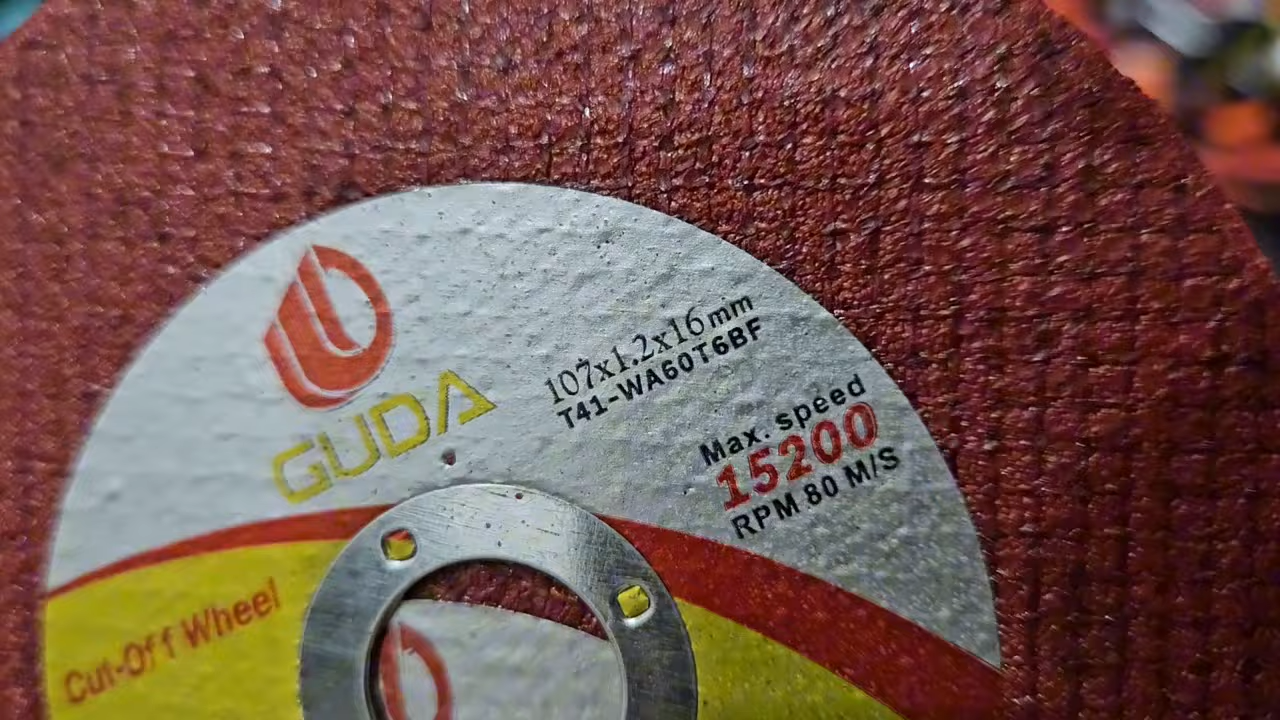 GUDA
107x1.2x16mm
T41-WA60T6BF
Max. speed
15200
RPM 80 M/S
Cut-Off Wheel